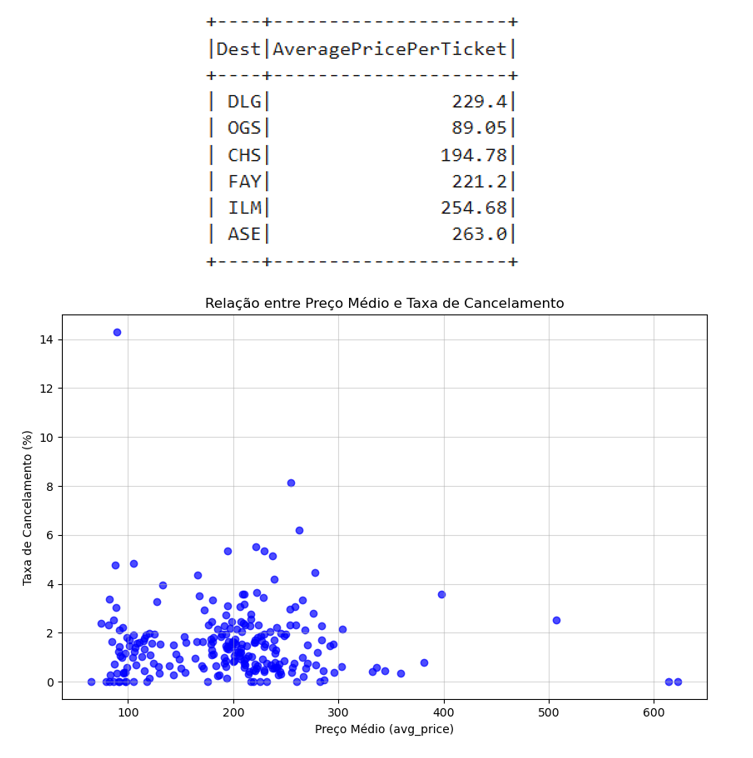 +----+---------------------+
|Dest|AveragePricePerTicket|
+----+---------------------+
| DLG|                229.4|
| OGS|                89.05|
| CHS|               194.78|
| FAY|                221.2|
| ILM|               254.68|
| ASE|                263.0|
+----+---------------------+
Relação entre Preço Médio e Taxa de Cancelamento
Taxa de Cancelamento (%)
14
12
10
8
6
4
2
0
100 200 300 400 500 600
Preço Médio (avg_price)